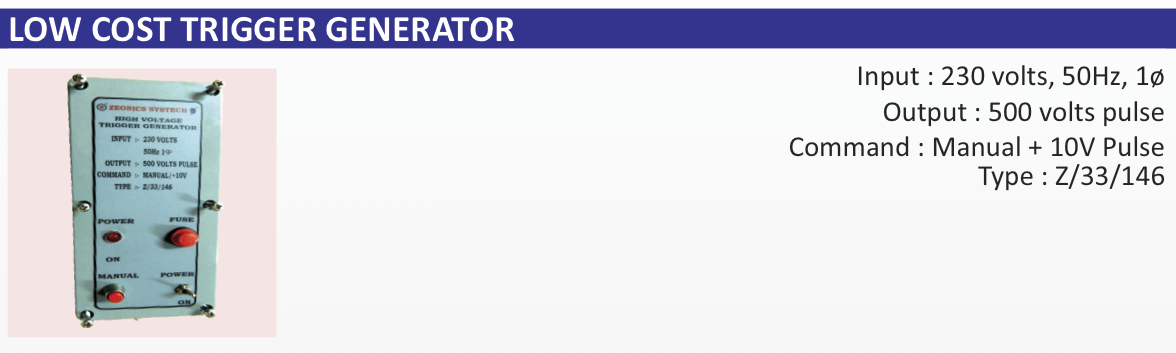 LOW COST TRIGGER GENERATOR
Input : 230 volts, 50Hz, 1ø
Output : 500 volts pulse
Command : Manual + 10V Pulse
Type : Z/33/146
ZEONICS SYSTECH
HIGH VOLTAGE
TRIGGER GENERATOR
INPUT :- 230 VOLTS
50Hz 1Φ
OUTPUT :- 500 VOLTS PULSE
COMMAND :- MANUAL/+10V
TYPE :- Z/33/146
POWER FUSE
ON
MANUAL POWER
ON